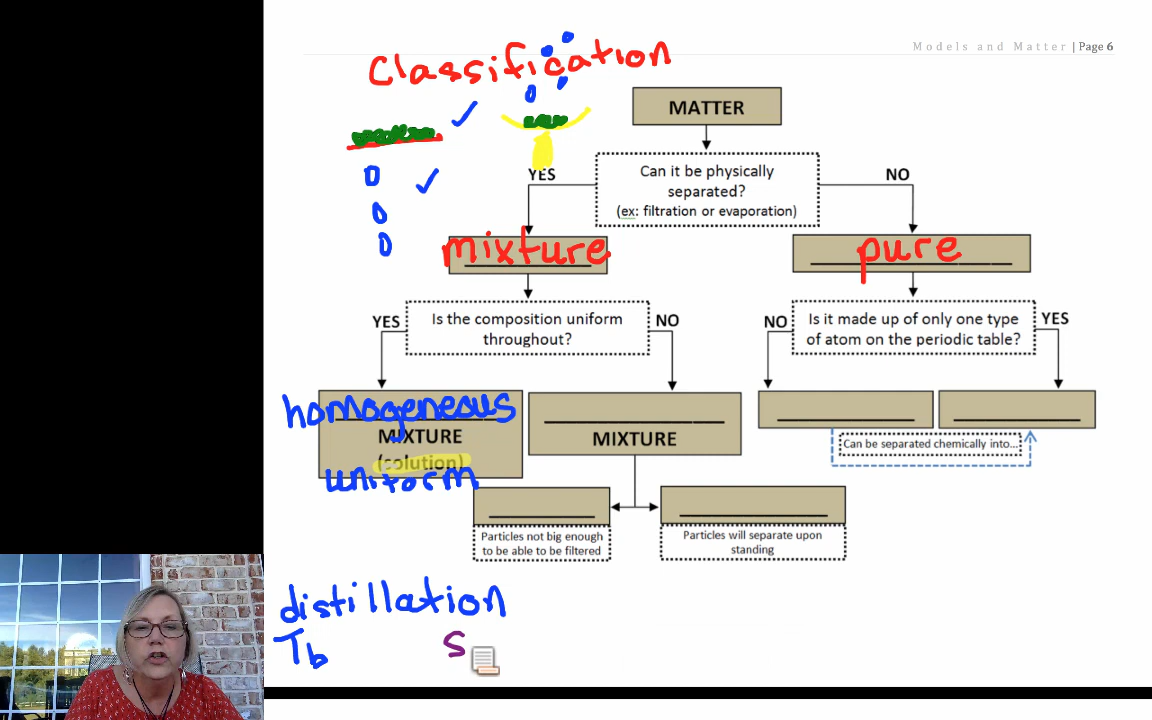 Models and Matter | Page 6
Classification
MATTER
Can it be physically
separated?
(ex: filtration or evaporation)
YES
NO
mixture
pure
Is the composition uniform
throughout?
YES
NO
Is it made up of only one type
of atom on the periodic table?
NO
YES
homogeneous
MIXTURE
(solution)
uniform
MIXTURE
Can be separated chemically into...
Particles not big enough
to be able to be filtered
Particles will separate upon
standing
distillation
Tb
S